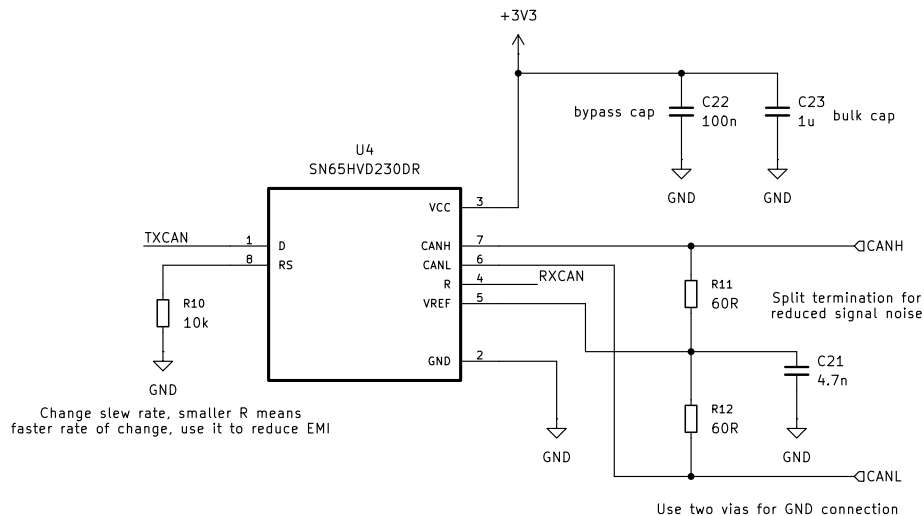 +3V3
bypass cap
C22
100n
C23
1u
bulk cap
GND
GND
U4
SN65HVD230DR
VCC
3
TXCAN
1
D
CANH
7
CANH
8
RS
CANL
6
R
4
RXCAN
VREF
5
R10
10k
GND
R11
60R
Split termination for
reduced signal noise
GND
2
C21
4.7n
Change slew rate, smaller R means
faster rate of change, use it to reduce EMI
R12
60R
GND
GND
CANL
Use two vias for GND connection